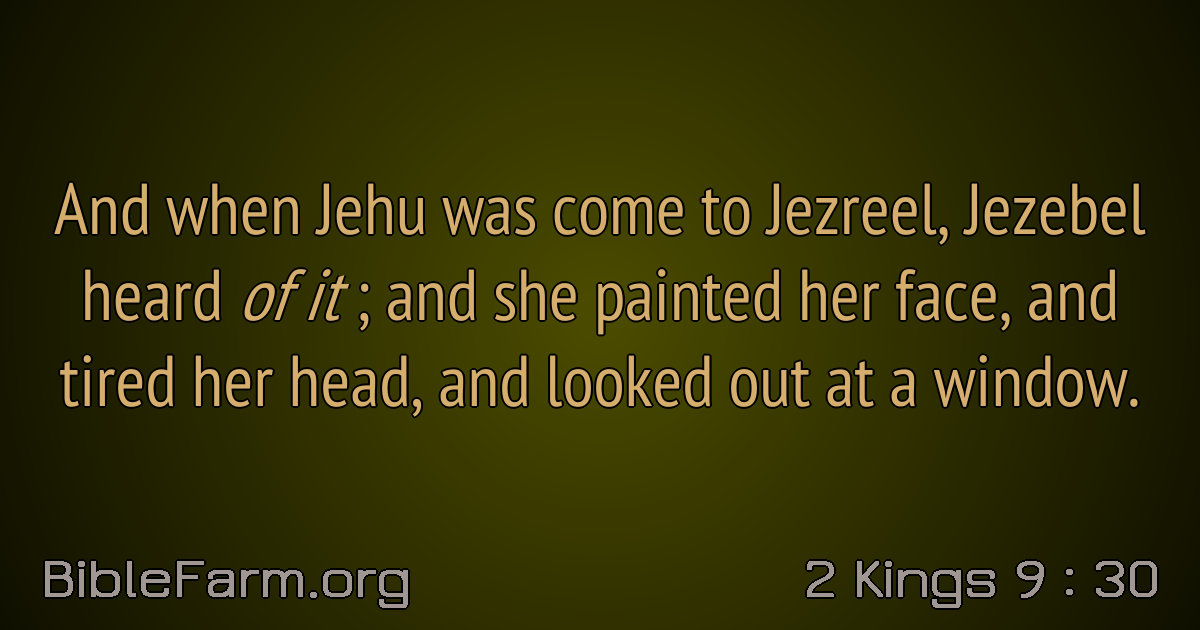 And when Jehu was come to Jezreel, Jezebel
heard of it ; and she painted her face, and
tired her head, and looked out at a window.
BibleFarm.org
2 Kings 9 : 30